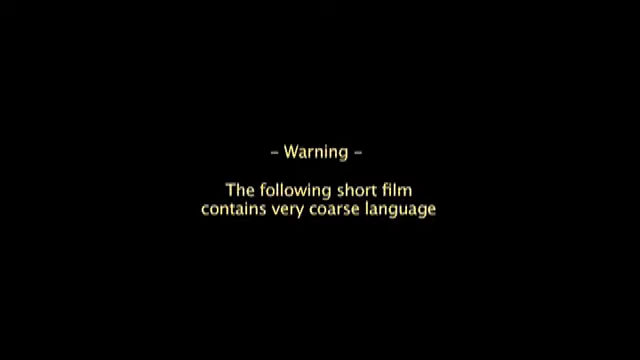 – Warning –
The following short film
contains very coarse language